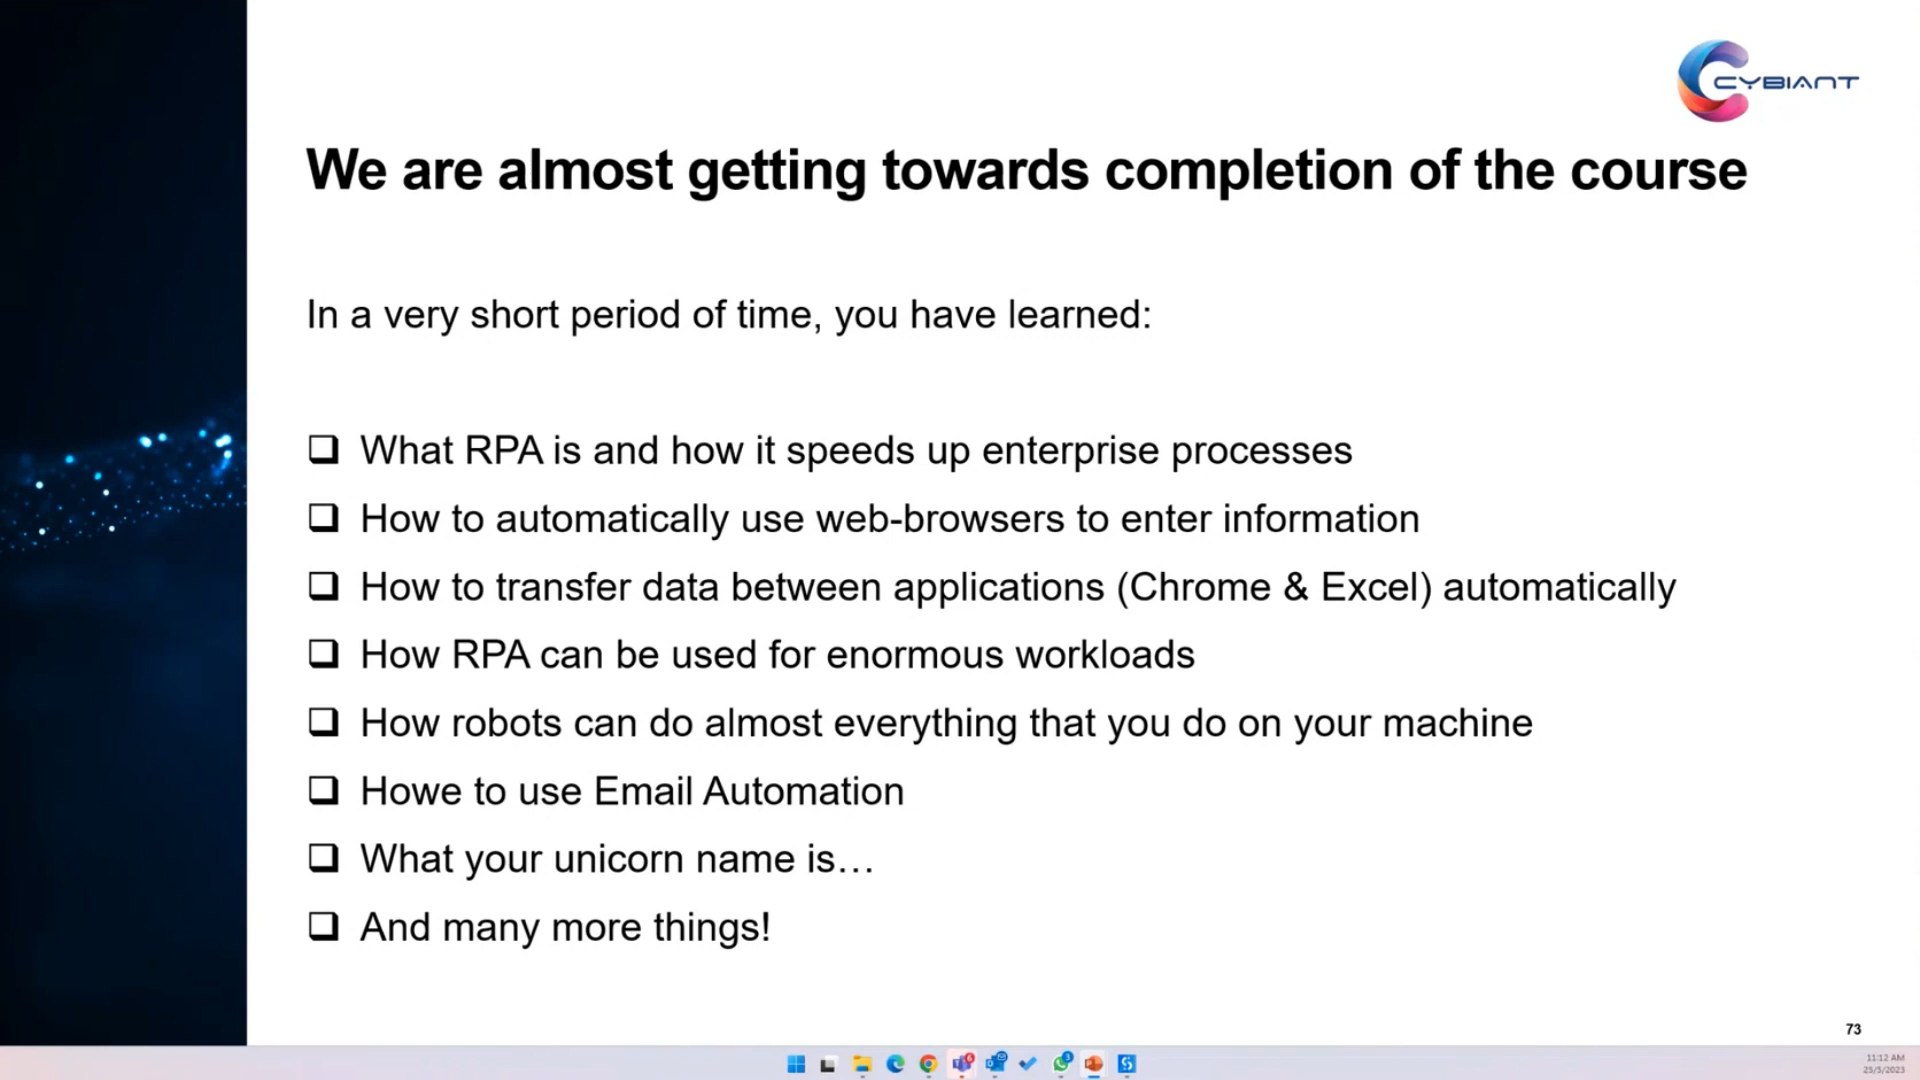 CYBIANT
We are almost getting towards completion of the course
In a very short period of time, you have learned:
❑ What RPA is and how it speeds up enterprise processes
❑ How to automatically use web-browsers to enter information
❑ How to transfer data between applications (Chrome & Excel) automatically
❑ How RPA can be used for enormous workloads
❑ How robots can do almost everything that you do on your machine
❑ Howe to use Email Automation
❑ What your unicorn name is…
❑ And many more things!
73
11:12 AM
25/5/2023